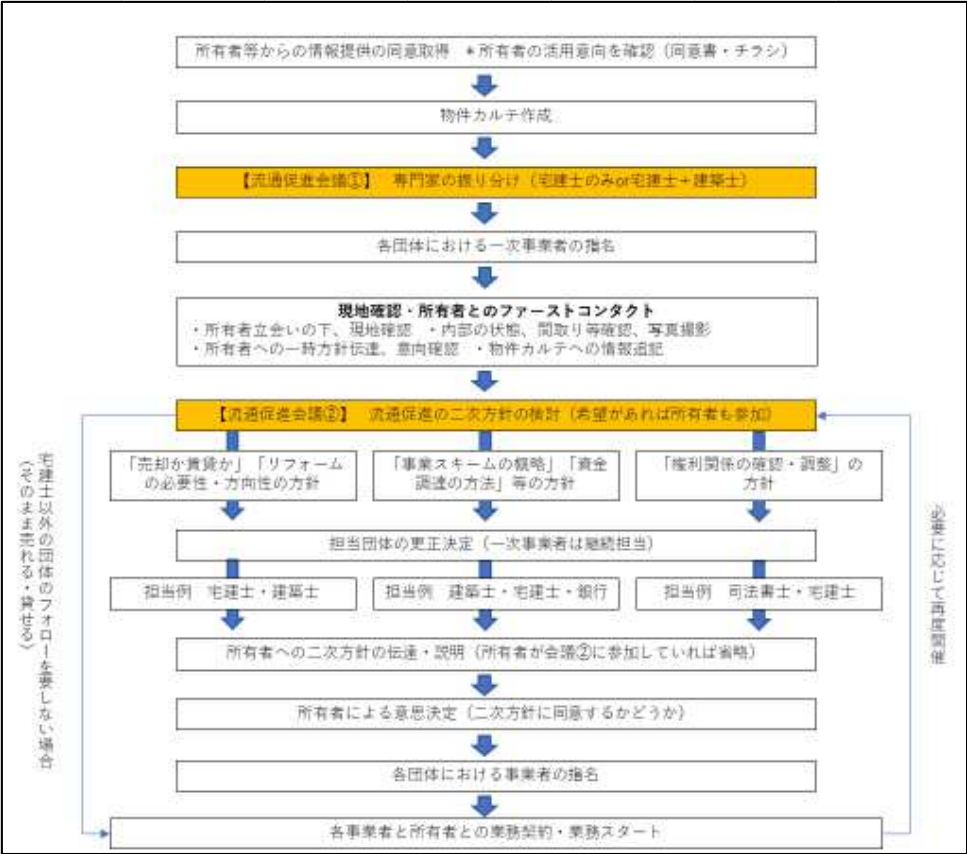 所有者等からの情報提供の同意取得 *所有者の活用意向を確認(同意書・チラシ)
物件カルテ作成
【流通促進会議①】 専門家の振り分け(宅建士のみor宅建士+建築士)
各団体における一次事業者の指名
現地確認・所有者とのファーストコンタクト
・所有者立会いの下、現地確認 ・内部の状態、間取り等確認、写真撮影
・所有者への一時方針伝達、意向確認 ・物件カルテへの情報追記
【流通促進会議②】 流通促進の二次方針の検討(希望があれば所有者も参加)
「売却か賃貸か」「リフォーム
の必要性・方向性の方針
「事業スキームの概略」「資金
調達の方法」等の方針
「権利関係の確認・調整」の
方針
担当団体の更正決定(一次事業者は継続担当)
担当例 宅建士・建築士
担当例 建築士・宅建士・銀行
担当例 司法書士・宅建士
所有者への二次方針の伝達・説明(所有者が会議②に参加していれば省略)
所有者による意思決定(二次方針に同意するかどうか)
各団体における事業者の指名
各事業者と所有者との業務契約・業務スタート
宅建士以外の団体のフォローを要しない場合
(そのまま売れる・貸せる)
必要に応じて再度開催